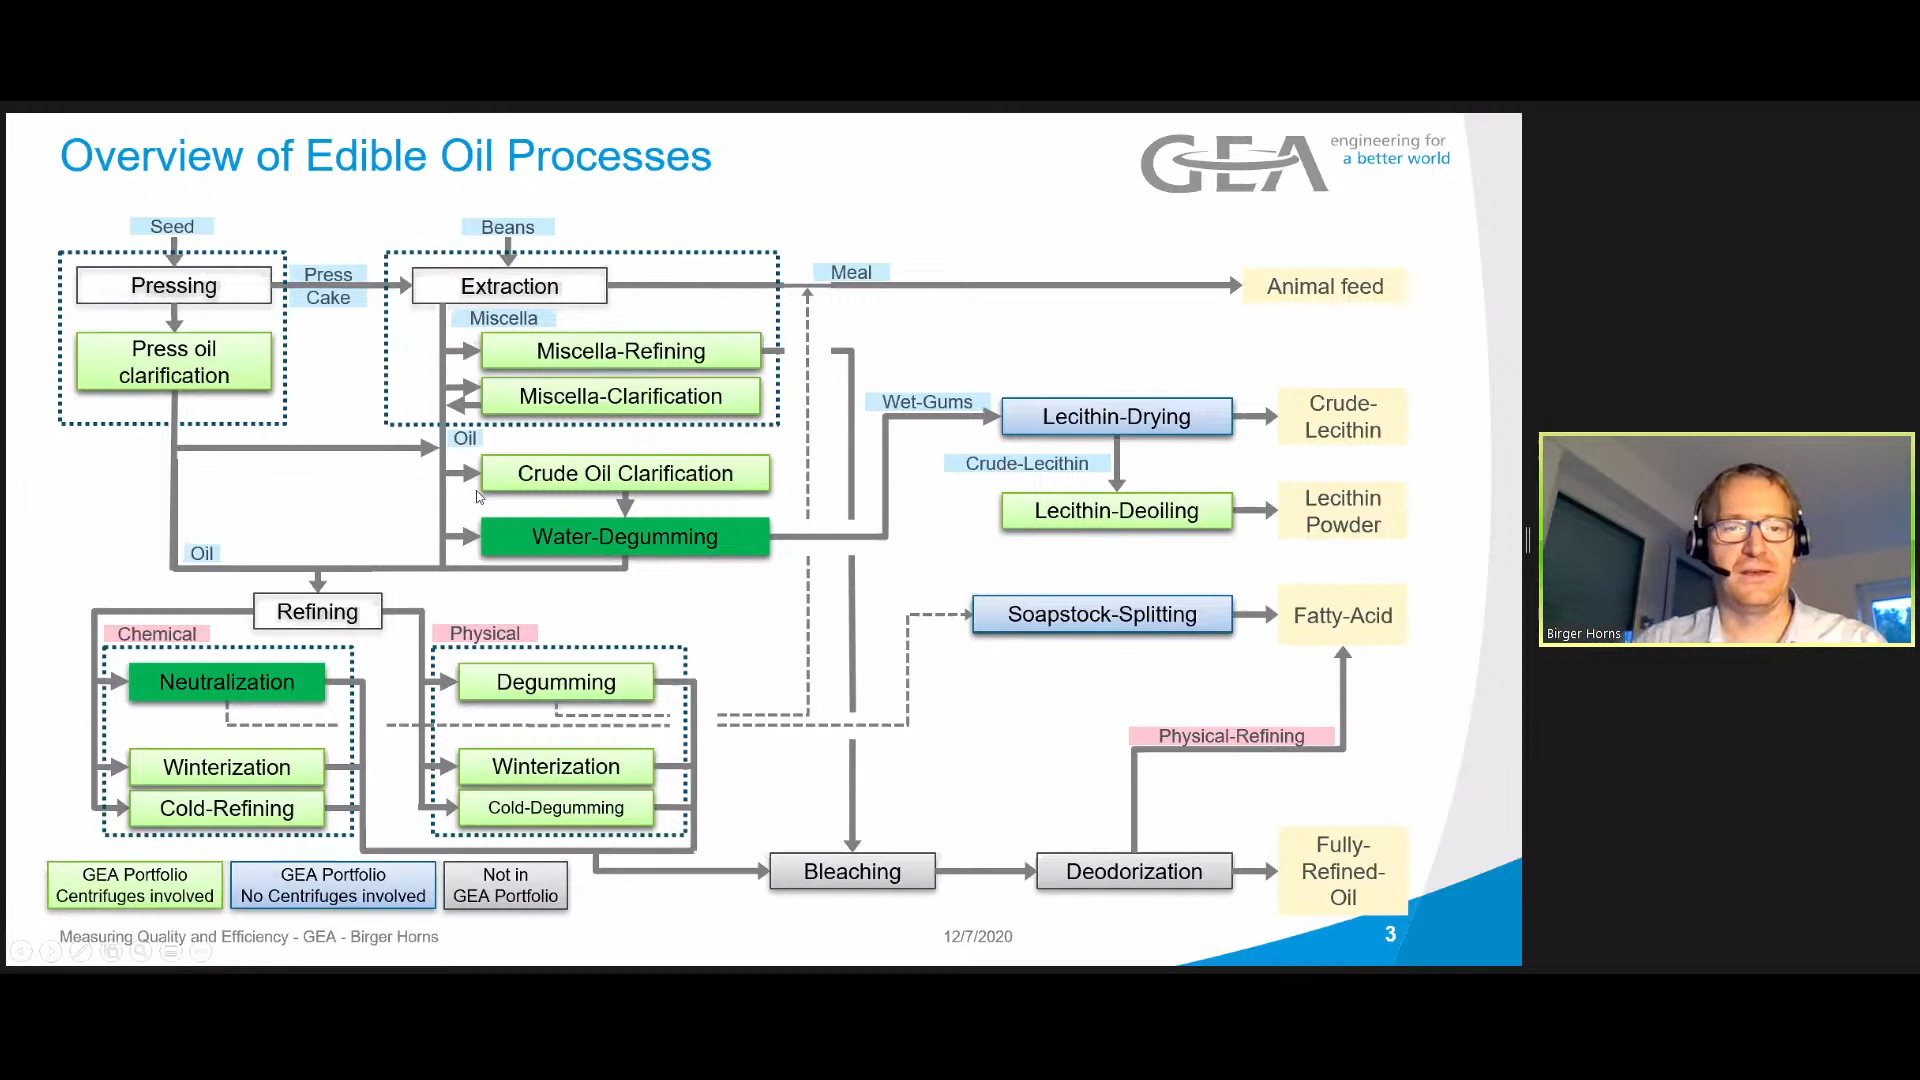 Overview of Edible Oil Processes
GEA
engineering for
a better world
Seed
Beans
Pressing
Press
Cake
Extraction
Meal
Animal feed
Miscella
Press oil
clarification
Miscella-Refining
Miscella-Clarification
Wet-Gums
Lecithin-Drying
Crude-
Lecithin
Oil
Crude Oil Clarification
Crude-Lecithin
Lecithin-Deoiling
Lecithin
Powder
Water-Degumming
Oil
Refining
Soapstock-Splitting
Fatty-Acid
Chemical
Physical
Neutralization
Degumming
Physical-Refining
Winterization
Winterization
Cold-Refining
Cold-Degumming
Bleaching
Deodorization
Fully-
Refined-
Oil
GEA Portfolio
Centrifuges involved
GEA Portfolio
No Centrifuges involved
Not in
GEA Portfolio
Measuring Quality and Efficiency - GEA - Birger Horns
12/7/2020
3
Birger Horns